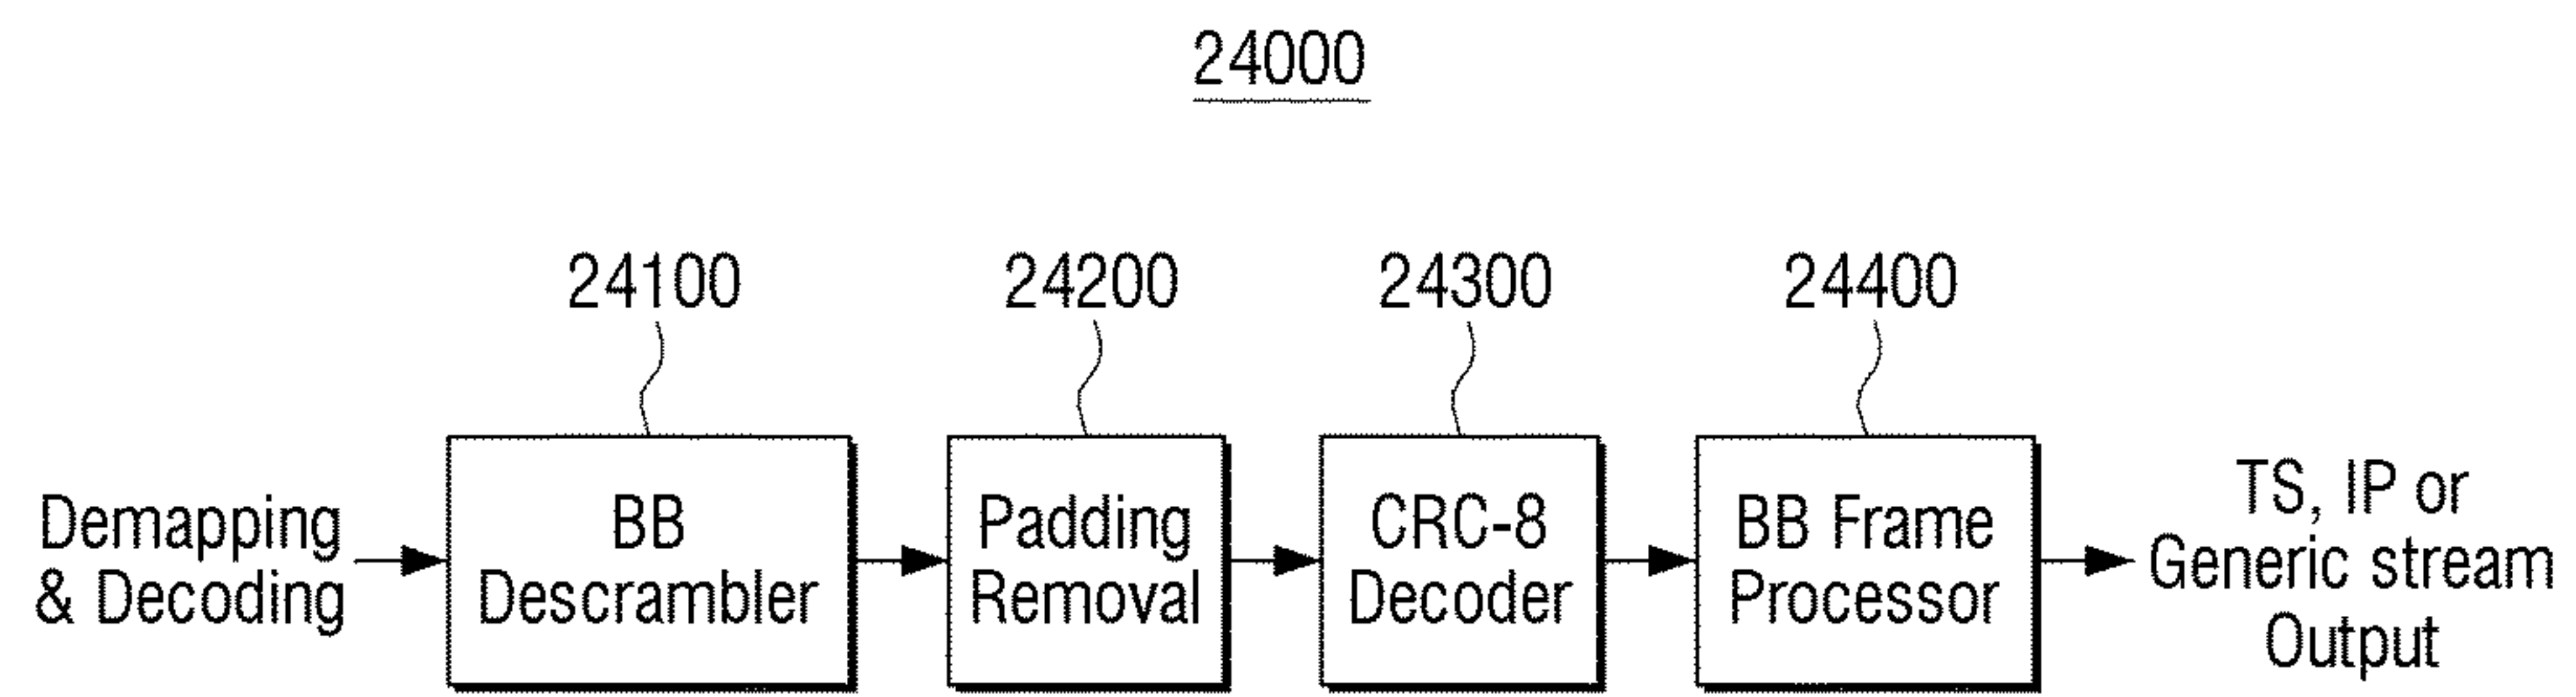 24000
24100
24200
24300
24400
Demapping
& Decoding
BB
Descrambler
Padding
Removal
CRC-8
Decoder
BB Frame
Processor
TS, IP or
Generic stream
Output